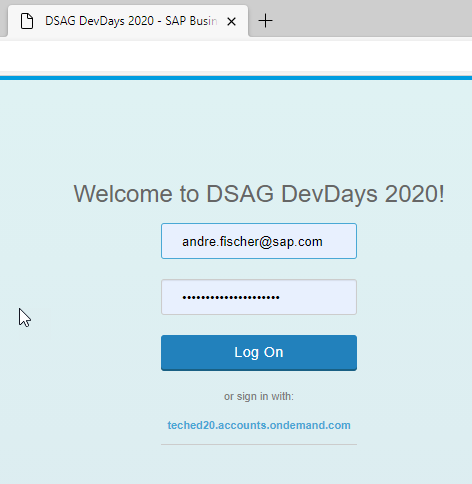 DSAG DevDays 2020 - SAP Busin
Welcome to DSAG DevDays 2020!
andre.fischer@sap.com
•••••••••••••••••••••
Log On
or sign in with:
teched20.accounts.ondemand.com